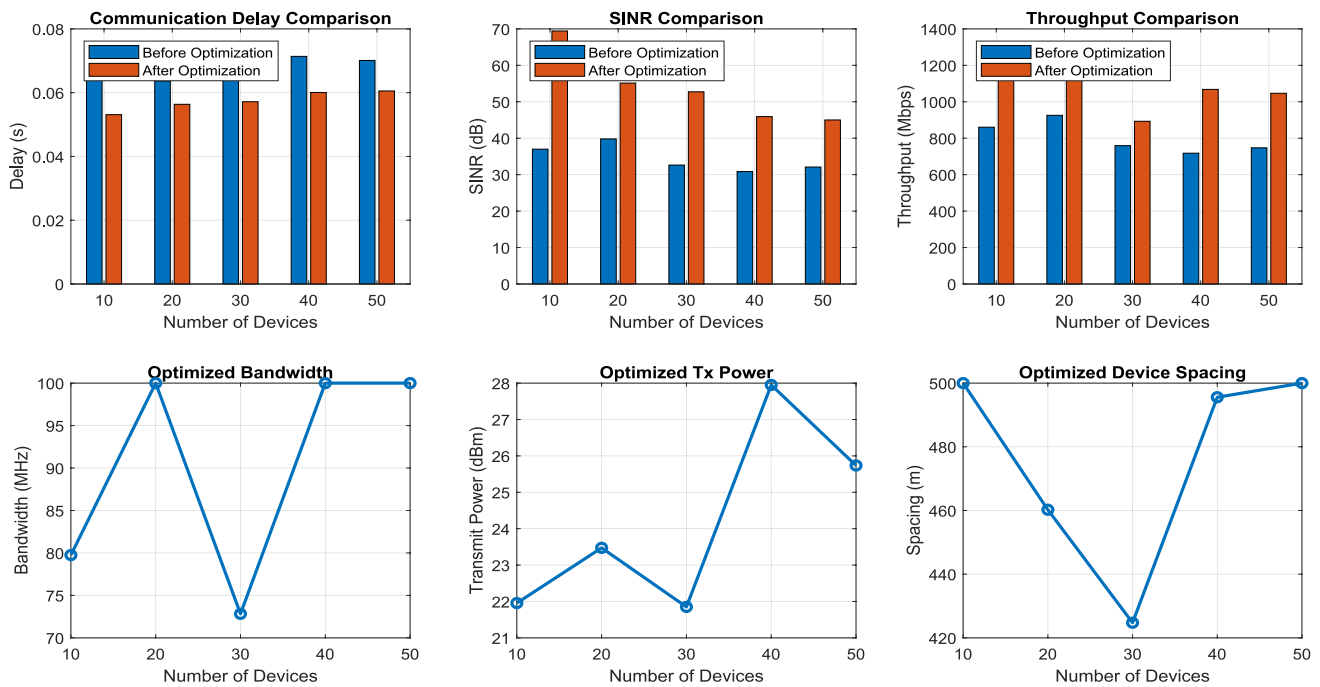 Communication Delay Comparison
0.08
0.06
0.04
0.02
0
Delay (s)
Before Optimization
After Optimization
10 20 30 40 50
Number of Devices
SINR Comparison
70
60
50
40
30
20
10
0
SINR (dB)
Before Optimization
After Optimization
10 20 30 40 50
Number of Devices
Throughput Comparison
1400
1200
1000
800
600
400
200
0
Throughput (Mbps)
Before Optimization
After Optimization
10 20 30 40 50
Number of Devices
Optimized Bandwidth
100
95
90
85
80
75
70
Bandwidth (MHz)
10 20 30 40 50
Number of Devices
Optimized Tx Power
28
27
26
25
24
23
22
21
Transmit Power (dBm)
10 20 30 40 50
Number of Devices
Optimized Device Spacing
500
480
460
440
420
Spacing (m)
10 20 30 40 50
Number of Devices